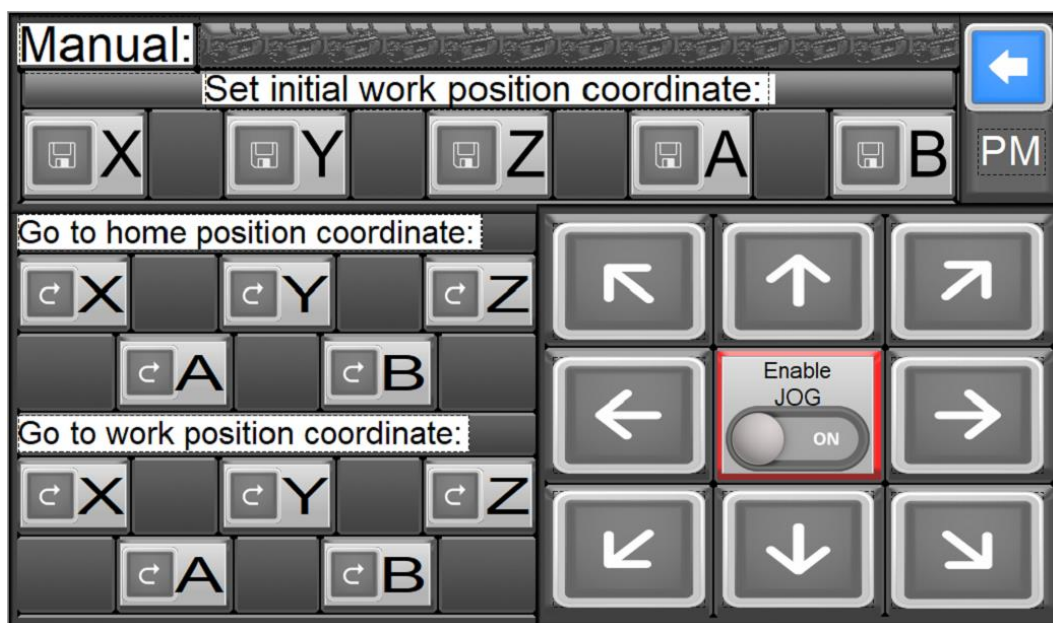 Manual:
Set initial work position coordinate:
X Y Z A B
PM
Go to home position coordinate:
X Y Z
A B
Enable
JOG
ON
Go to work position coordinate:
X Y Z
A B